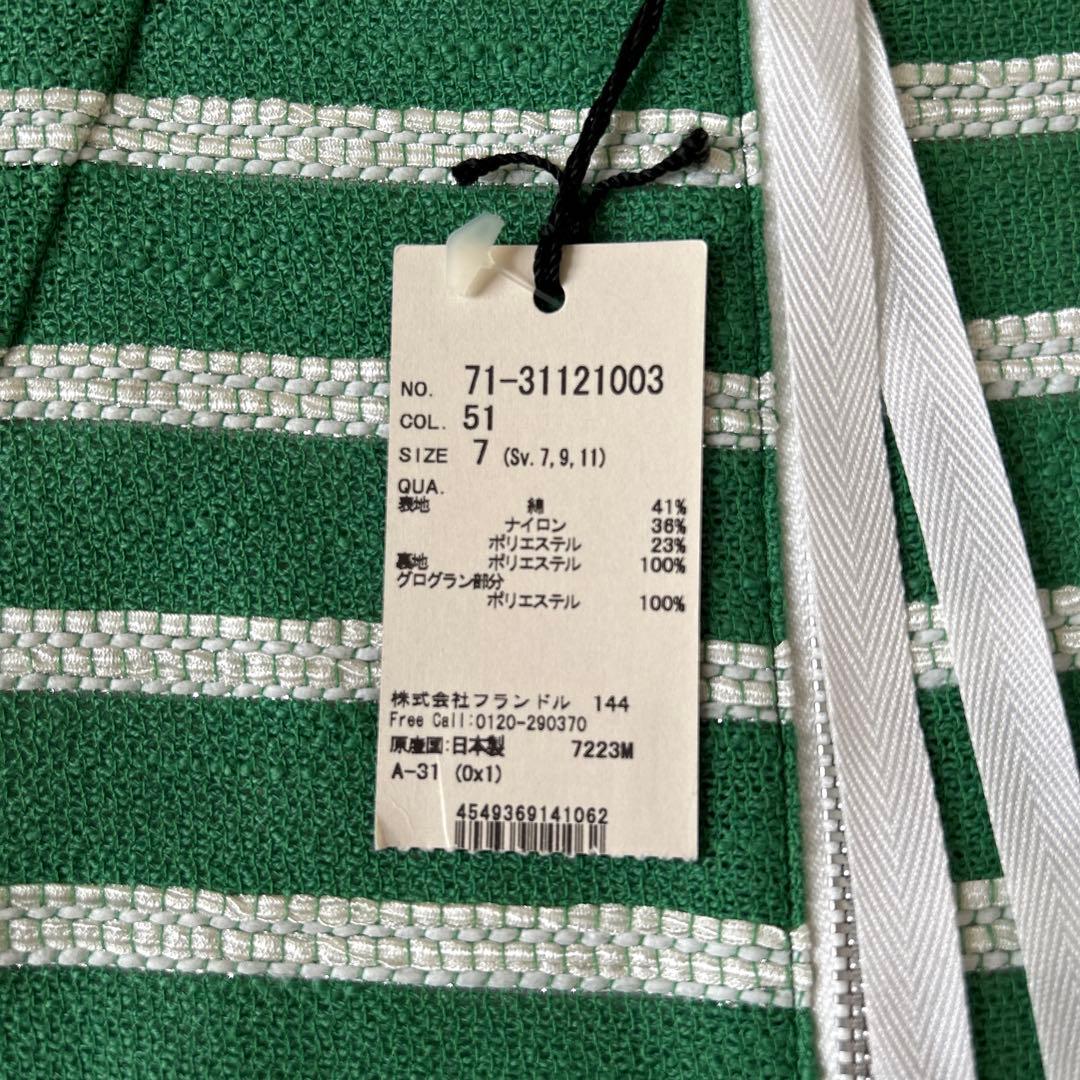 NO. 71-31121003
COL. 51
SIZE 7 (Sv. 7, 9, 11)
QUA.
表地 綿 41%
ナイロン 36%
ポリエステル 23%
裏地 ポリエステル 100%
グログラン部分
ポリエステル 100%
株式会社フランドル 144
Free Call:0120-290370
原産国:日本製 7223M
A-31 (0x1)
4549369141062